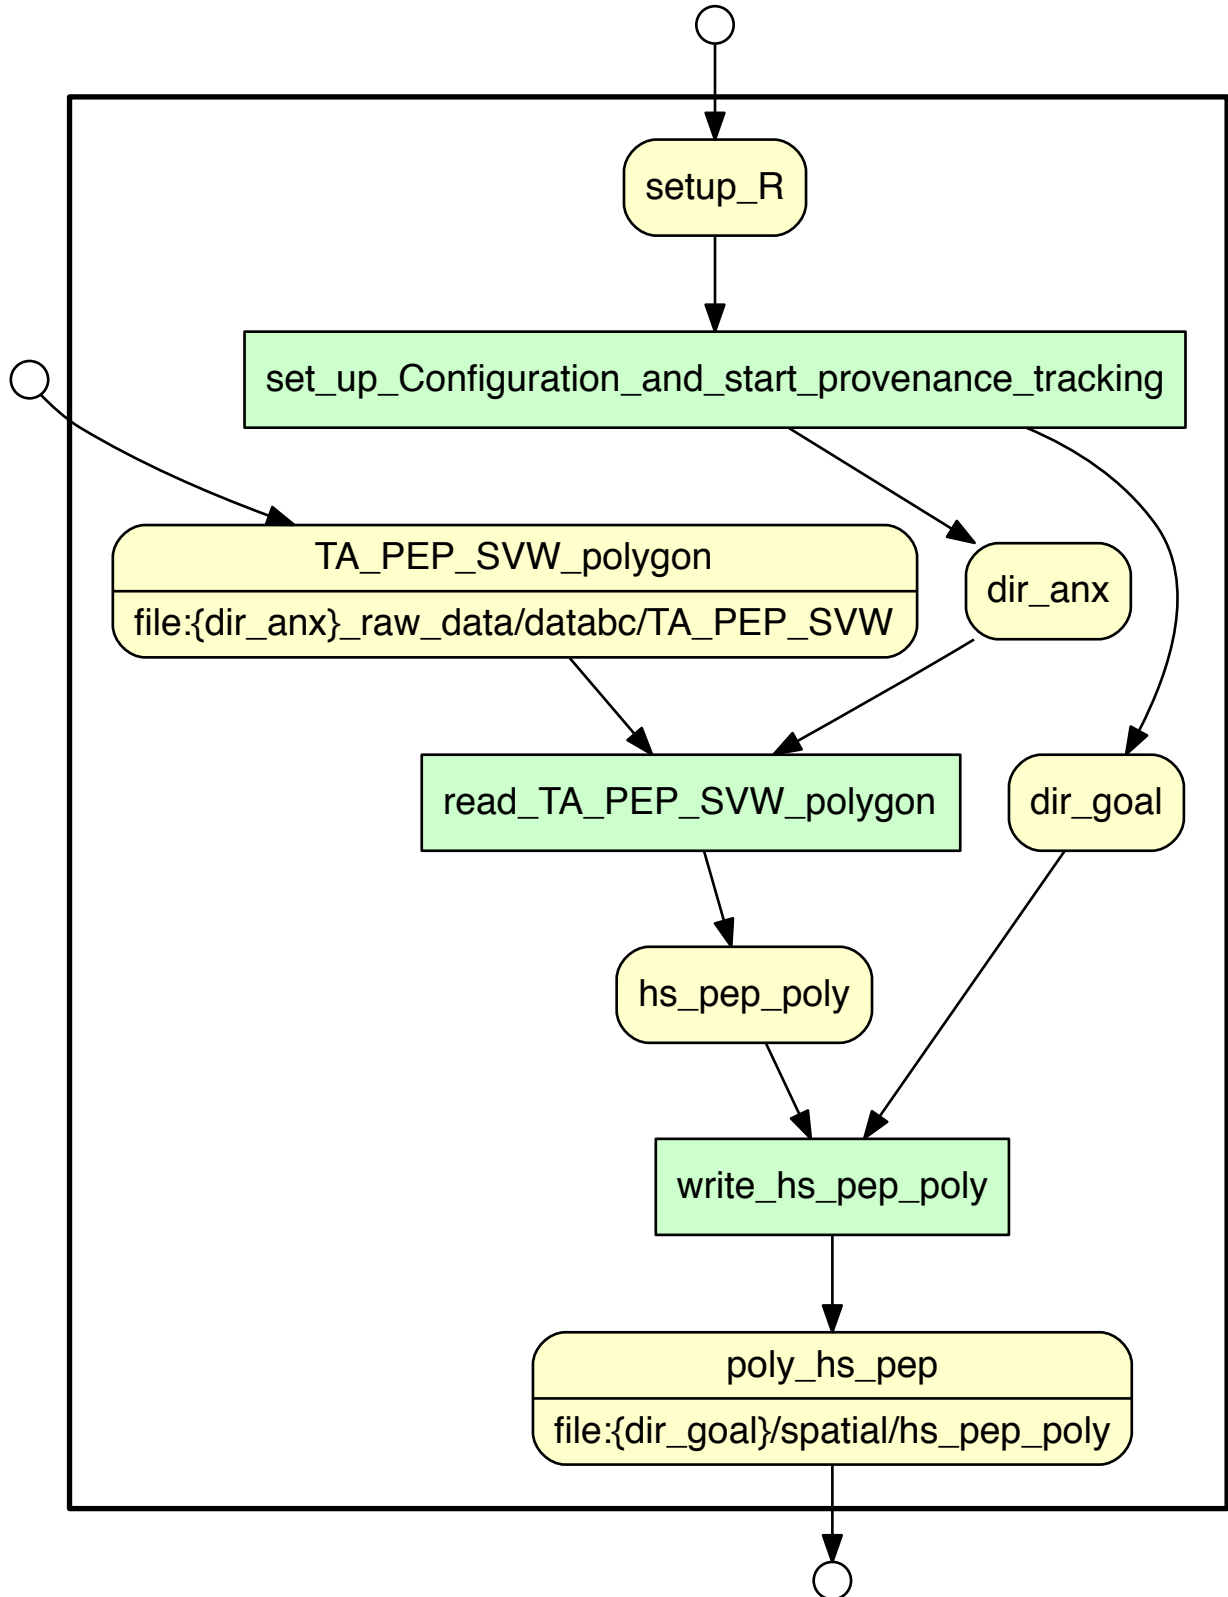 setup_R
set_up_Configuration_and_start_provenance_tracking
TA_PEP_SVW_polygon
file:{dir_anx}_raw_data/databc/TA_PEP_SVW
dir_anx
read_TA_PEP_SVW_polygon
dir_goal
hs_pep_poly
write_hs_pep_poly
poly_hs_pep
file:{dir_goal}/spatial/hs_pep_poly